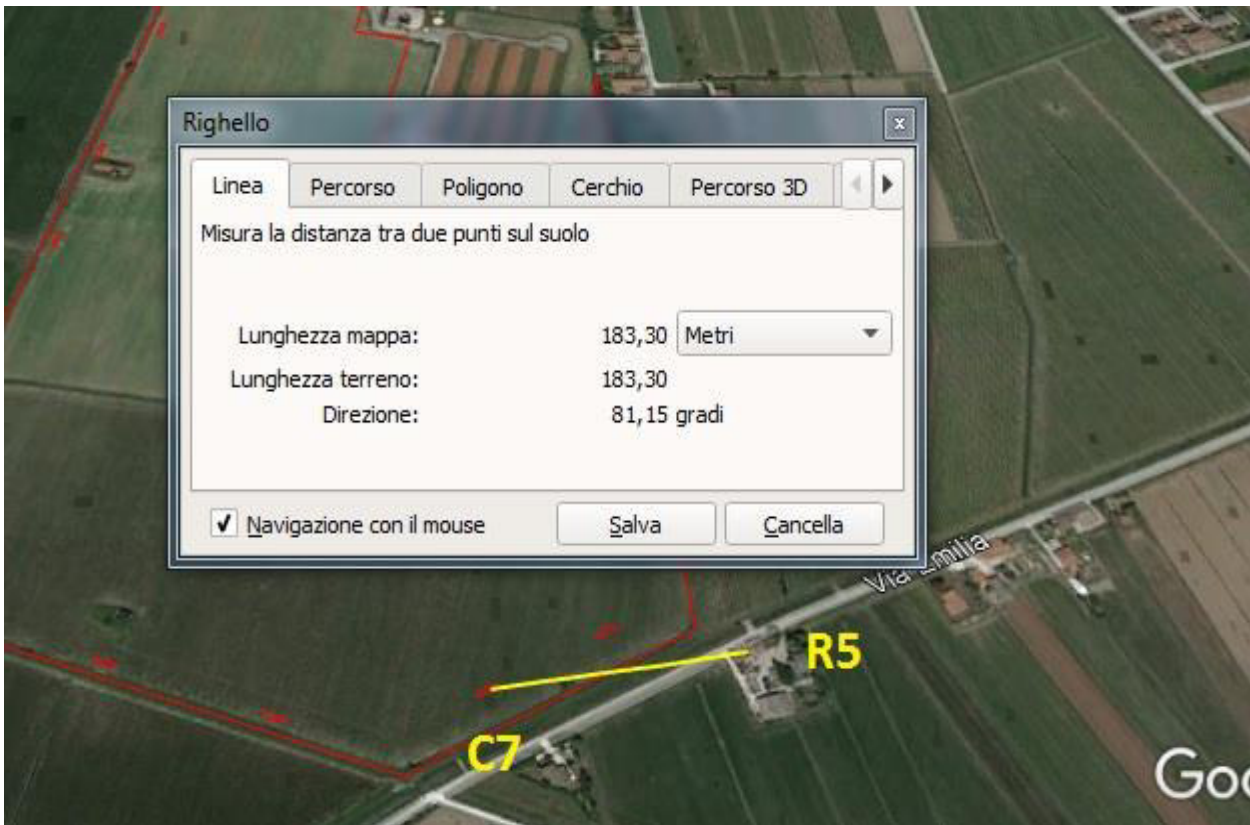 Righello
x
Linea Percorso Poligono Cerchio Percorso 3D
Misura la distanza tra due punti sul suolo
Lunghezza mappa: 183,30 Metri
Lunghezza terreno: 183,30
Direzione: 81,15 gradi
Navigazione con il mouse Salva Cancella
Via Emilia
R5
C7
Goo